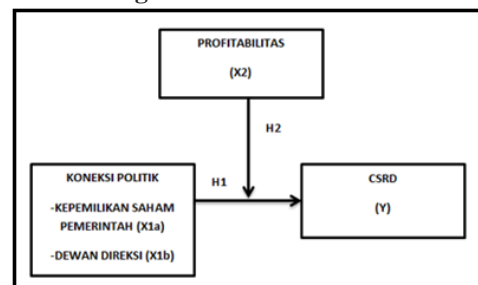 PROFITABILITAS
(X2)
H2
KONEKSI POLITIK
-KEPEMILIKAN SAHAM
PEMERINTAH (X1a)
-DEWAN DIREKSI (X1b)
H1
CSRD
(Y)